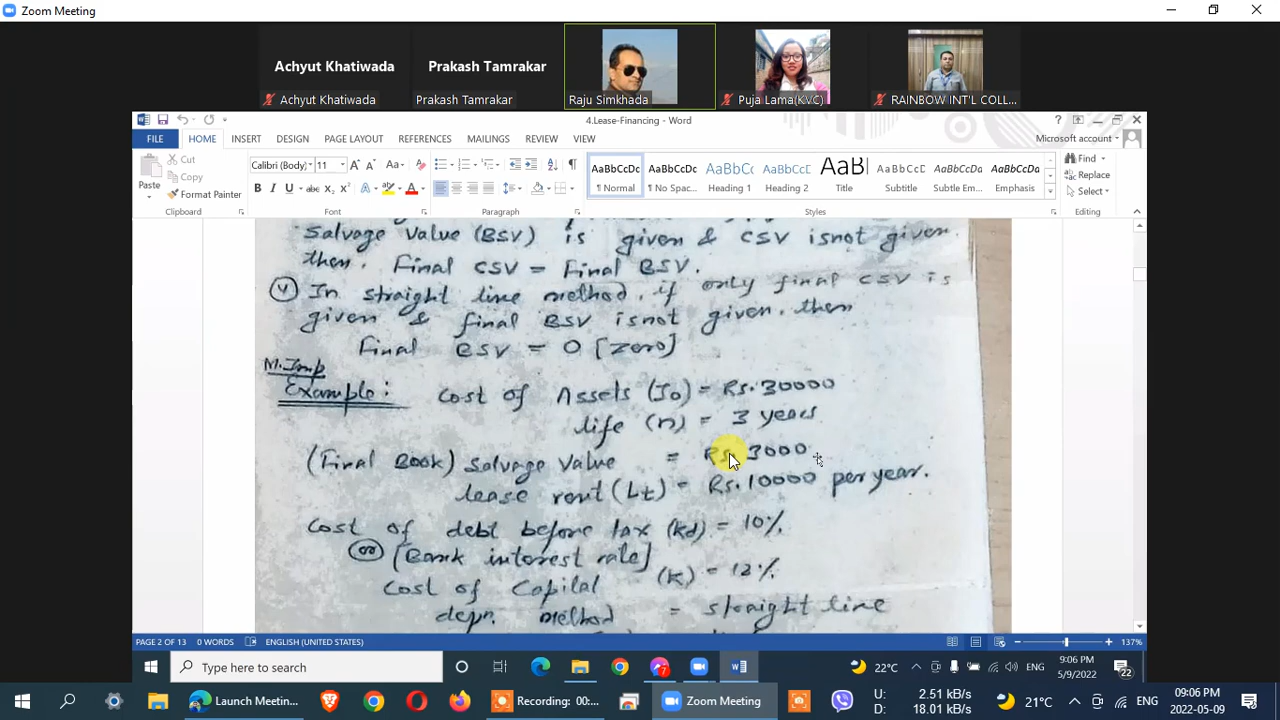 Zoom Meeting
Achyut Khatiwada
Prakash Tamrakar
Achyut Khatiwada
Prakash Tamrakar
Raju Simkhada
Puja Lama(KVC)
RAINBOW INT'L COLL...
4.Lease-Financing - Word
FILE HOME INSERT DESIGN PAGE LAYOUT REFERENCES MAILINGS REVIEW VIEW
Microsoft account
Cut
Copy
Format Painter
Paste
Calibri (Body) 11
AaBbCcDc AaBbCcDc AaBbCc AaBbCcC AaBl AaBbCcC AaBbCcDa AaBbCcDa
¶ Normal ¶ No Spac... Heading 1 Heading 2 Title Subtitle Subtle Em... Emphasis
Find
Replace
Select
Clipboard Font Paragraph Styles Editing
Salvage Value (BSV) is given & CSV is not given
then. Final CSV = Final BSV.
(V) In straight line method, if only final CSV is
given & final BSV is not given. then
Final BSV = 0 [zero]
M.Imp
Example: Cost of Assets (I0) = Rs. 30000
life (n) = 3 years
(Final Book) Salvage Value = Rs. 3000
lease rent (Lt) = Rs. 10000 per year.
Cost of debt before tax (Kd) = 10%
[Bank interest rate]
Cost of Capital (K) = 12%
depn. method = straight line
PAGE 2 OF 13 0 WORDS ENGLISH (UNITED STATES) 137%
Type here to search
22°C ENG 9:06 PM 5/9/2022 22
Launch Meetin... Recording: 00:... Zoom Meeting
U: 2.51 kB/s
D: 18.01 kB/s
21°C ENG
09:06 PM
2022-05-09